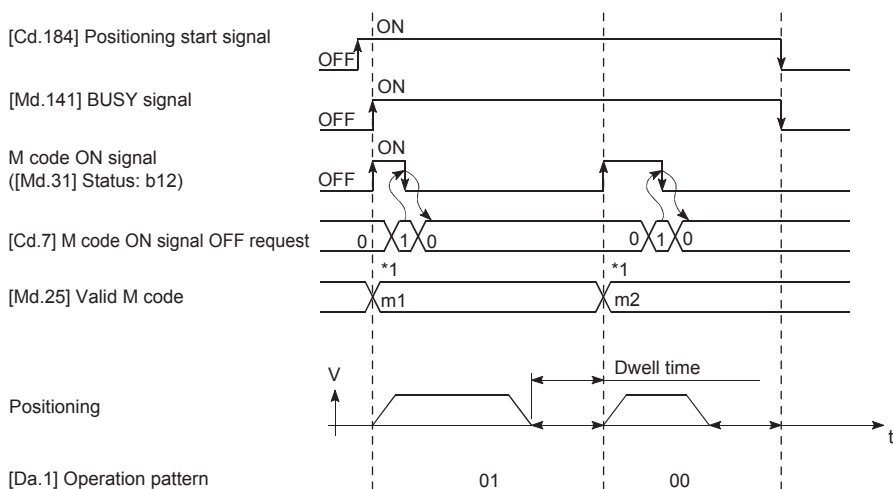 [Cd.184] Positioning start signal
OFF
ON
[Md.141] BUSY signal
OFF
ON
M code ON signal
([Md.31] Status: b12)
OFF
ON
[Cd.7] M code ON signal OFF request
0 1 0 0 1 0
*1 *1
[Md.25] Valid M code
m1 m2
Dwell time
V
Positioning
t
[Da.1] Operation pattern
01 00